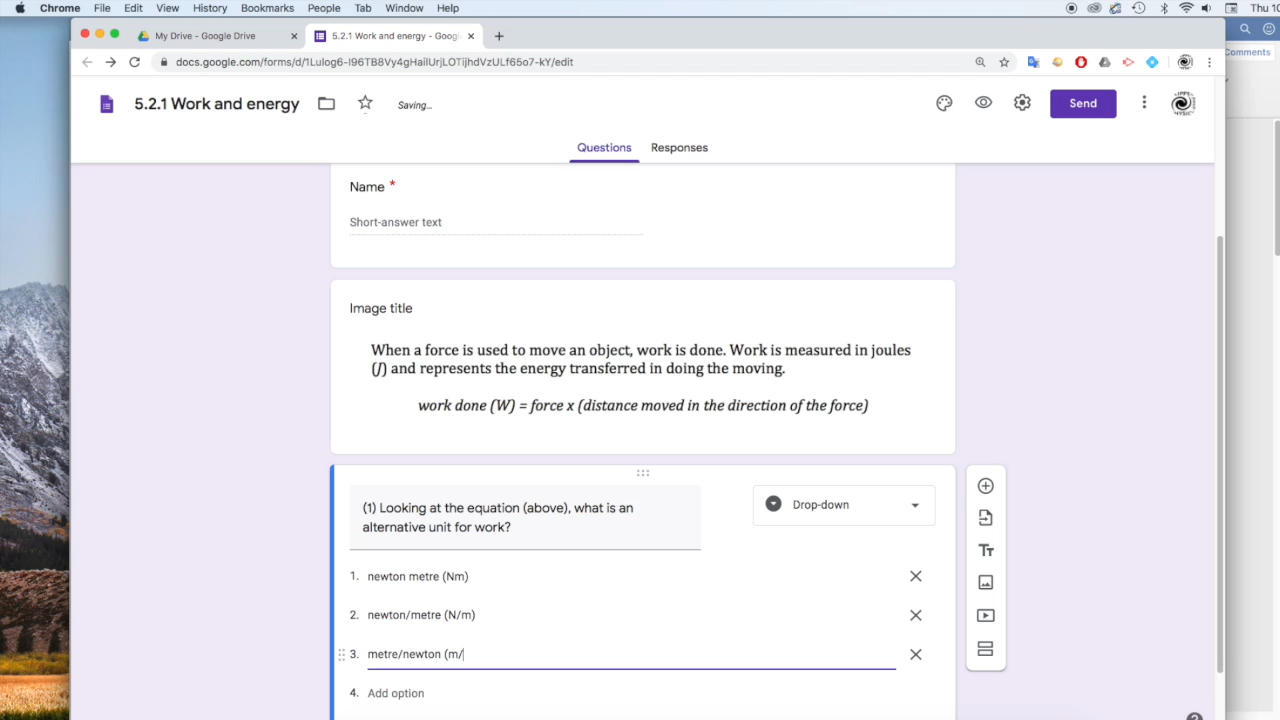 Chrome File Edit View History Bookmarks People Tab Window Help Thu 10
My Drive - Google Drive 5.2.1 Work and energy - Googl
docs.google.com/forms/d/1Lulog6-I96TB8Vy4gHailUrjLOTijhdVzULf65o7-kY/edit
Comments
5.2.1 Work and energy Saving... Send
Questions Responses
Name *
Short-answer text
Image title
When a force is used to move an object, work is done. Work is measured in joules
(J) and represents the energy transferred in doing the moving.
work done (W) = force x (distance moved in the direction of the force)
(1) Looking at the equation (above), what is an
alternative unit for work?
Drop-down
1. newton metre (Nm)
2. newton/metre (N/m)
3. metre/newton (m/
4. Add option